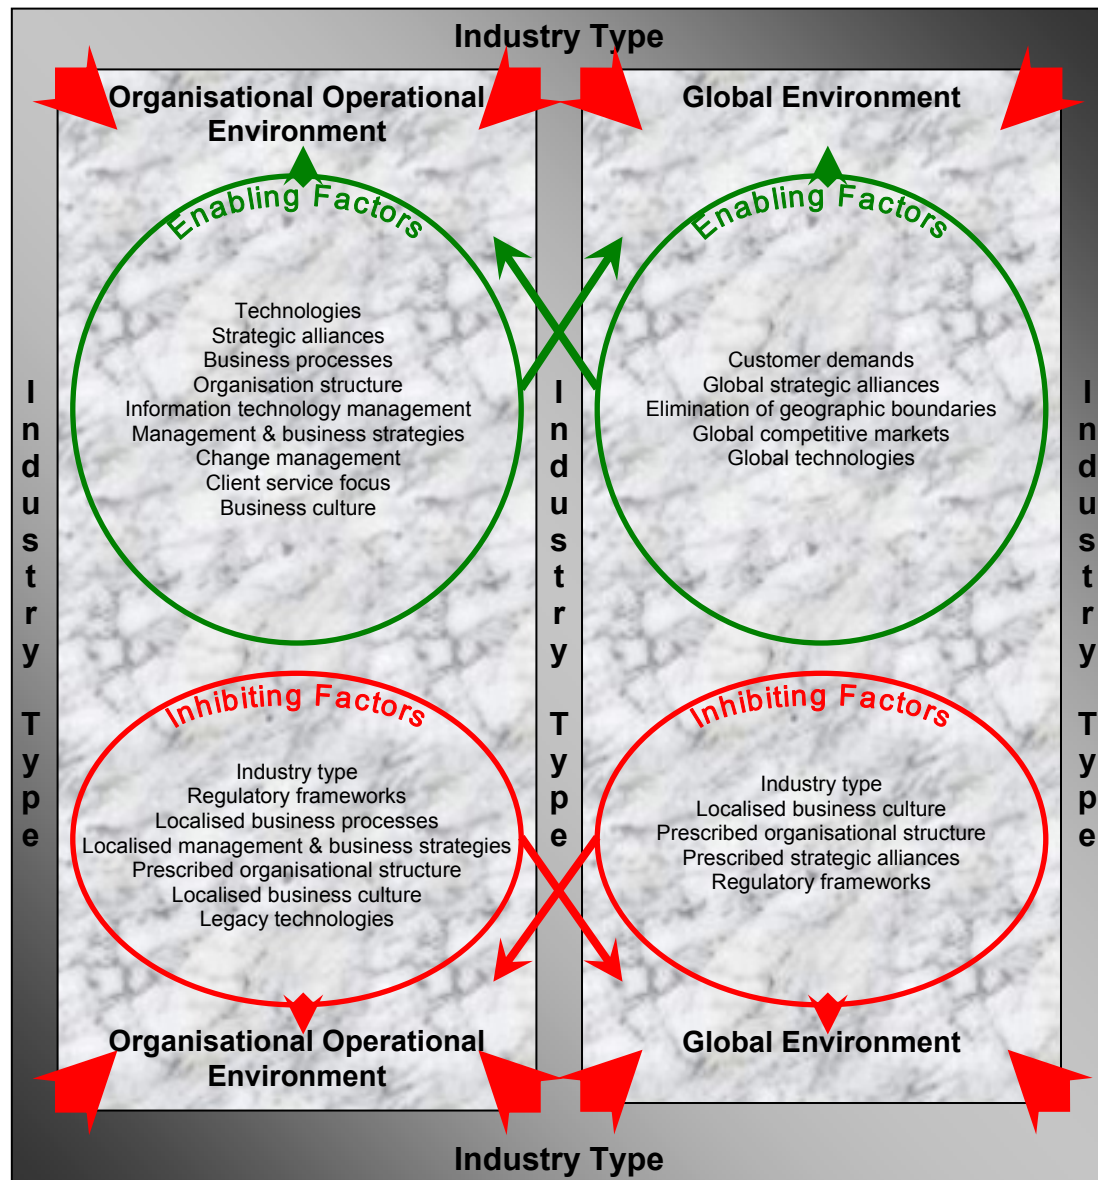 Industry Type
Organisational Operational
Environment
Global Environment
Enabling Factors
Technologies
Strategic alliances
Business processes
Organisation structure
Information technology management
Management & business strategies
Change management
Client service focus
Business culture
Enabling Factors
Customer demands
Global strategic alliances
Elimination of geographic boundaries
Global competitive markets
Global technologies
Industry Type
Industry Type
Industry Type
Inhibiting Factors
Industry type
Regulatory frameworks
Localised business processes
Localised management & business strategies
Prescribed organisational structure
Localised business culture
Legacy technologies
Inhibiting Factors
Industry type
Localised business culture
Prescribed organisational structure
Prescribed strategic alliances
Regulatory frameworks
Organisational Operational
Environment
Global Environment
Industry Type